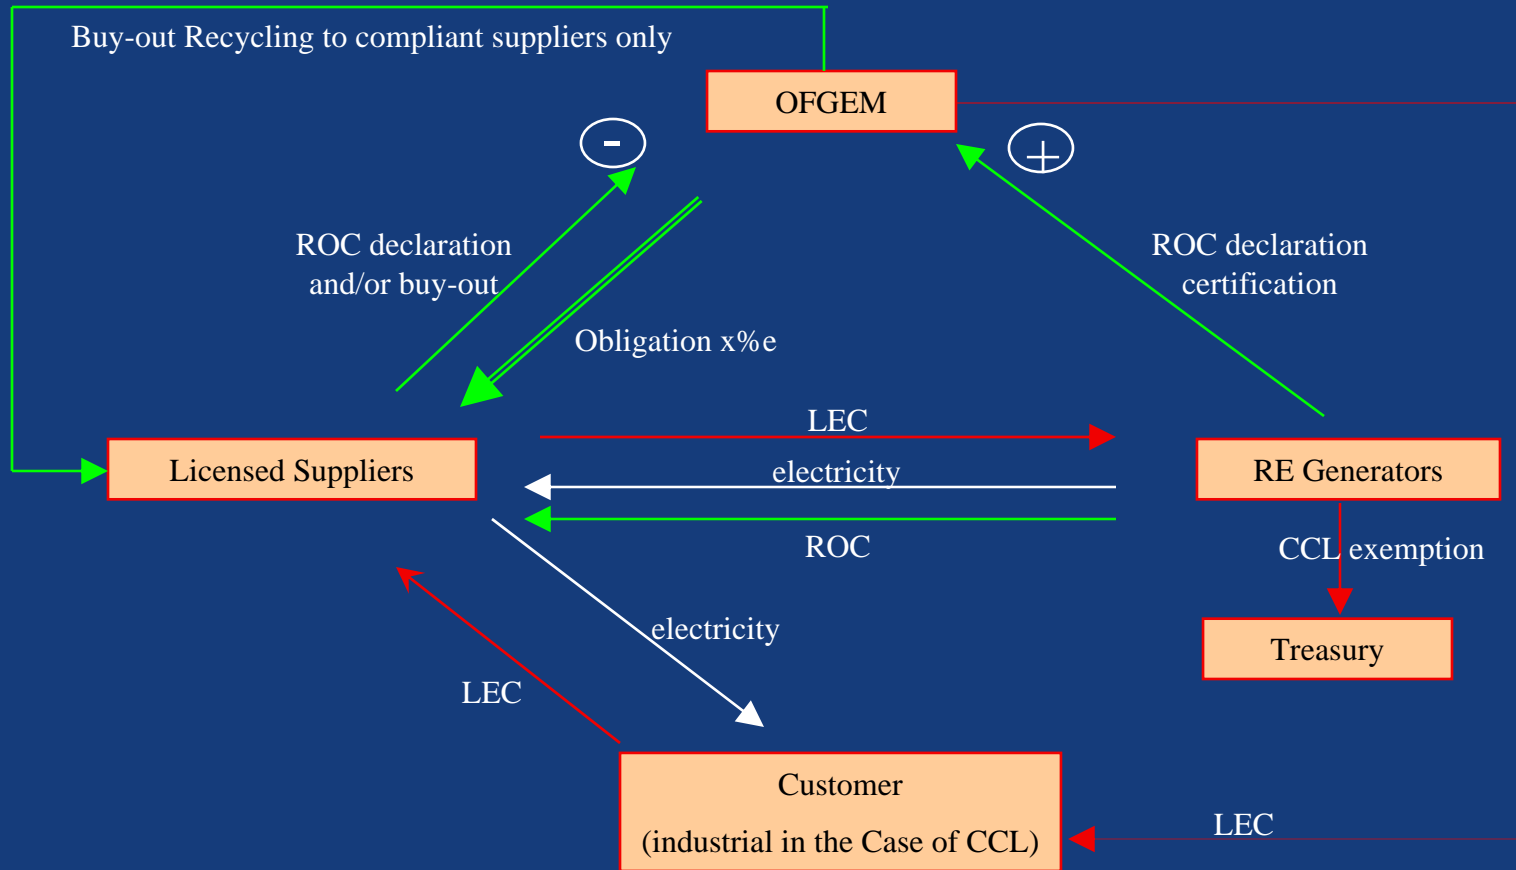 Buy-out Recycling to compliant suppliers only
OFGEM
-
+
ROC declaration
and/or buy-out
ROC declaration
certification
Obligation x%e
LEC
Licensed Suppliers
electricity
RE Generators
ROC
CCL exemption
electricity
Treasury
LEC
Customer
(industrial in the Case of CCL)
LEC